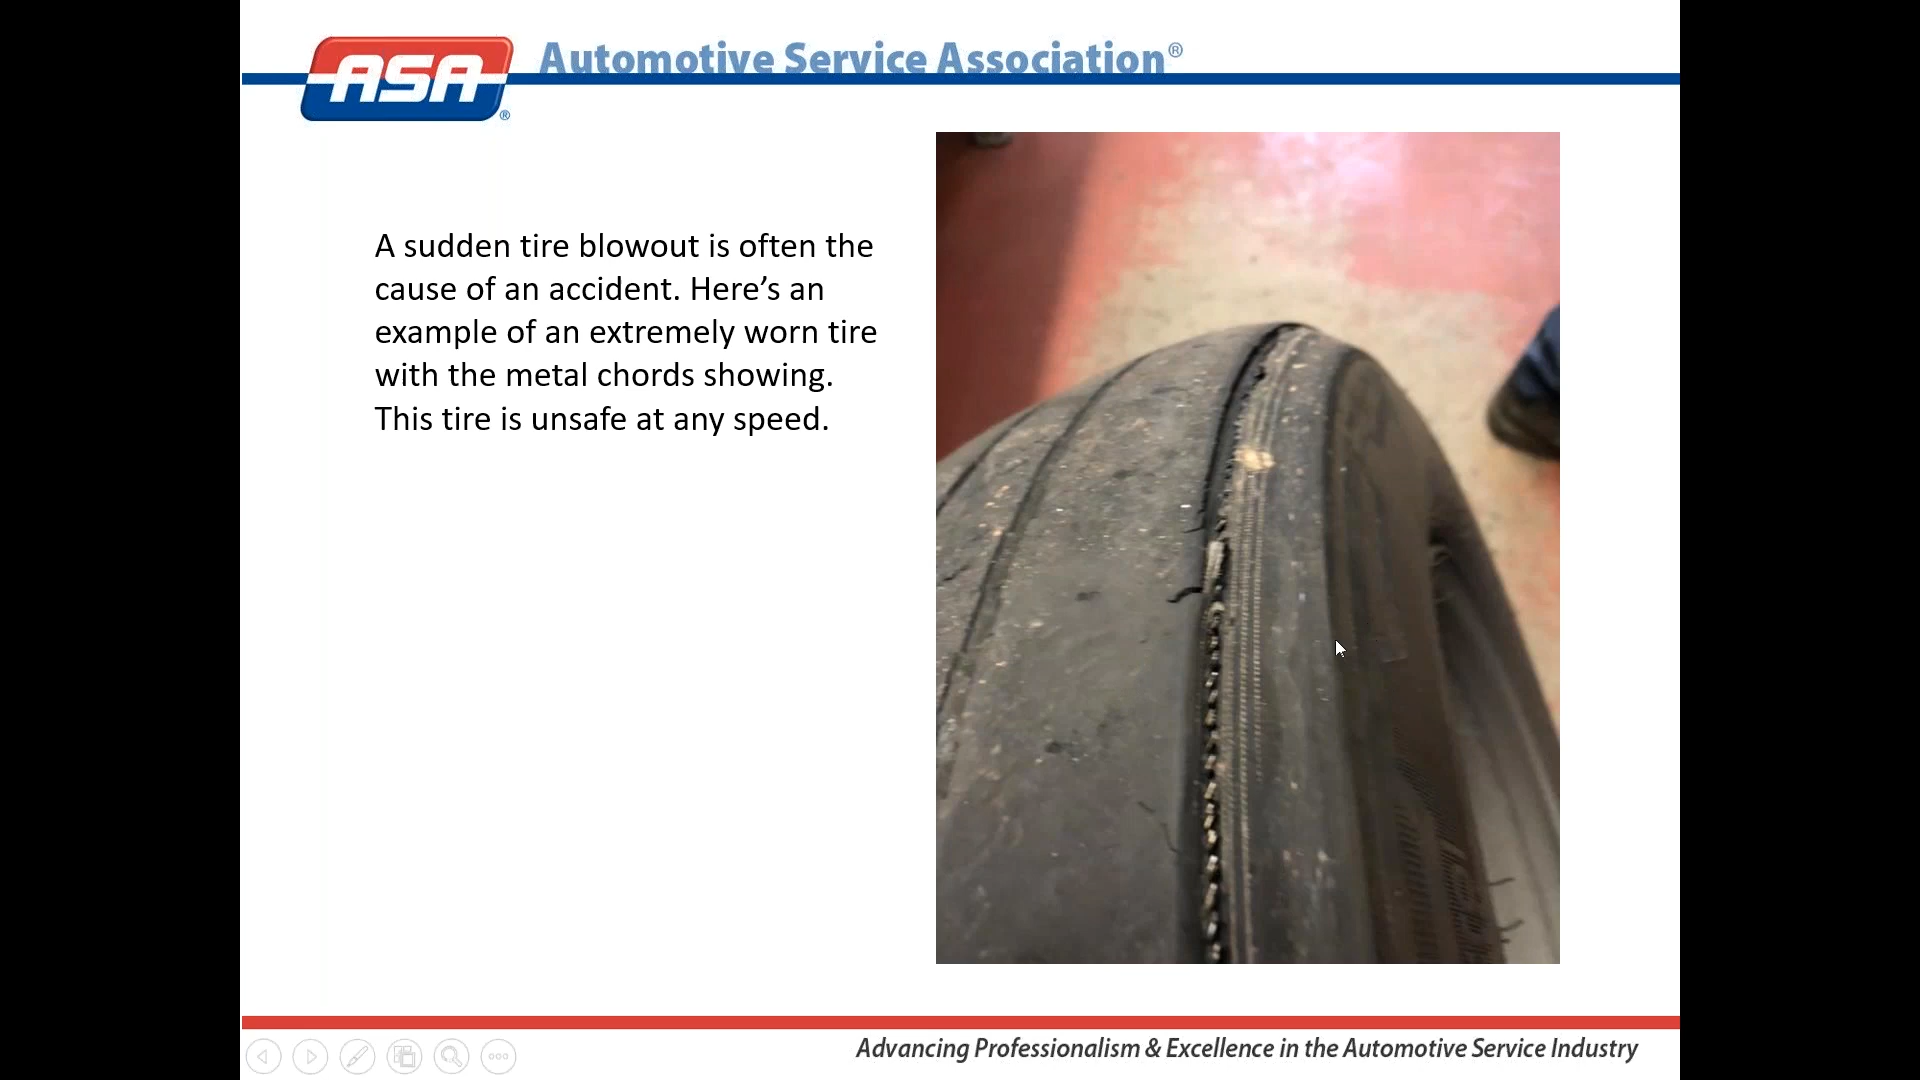 ASA®
Automotive Service Association®
A sudden tire blowout is often the
cause of an accident. Here’s an
example of an extremely worn tire
with the metal chords showing.
This tire is unsafe at any speed.
Advancing Professionalism & Excellence in the Automotive Service Industry